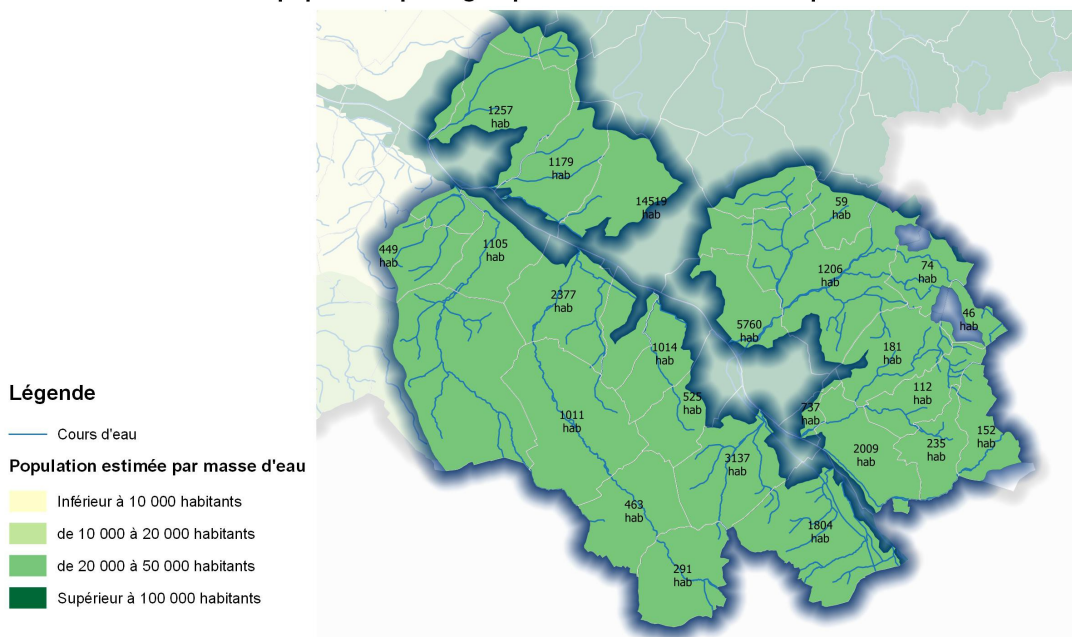 1257
hab
1179
hab
14519
hab
59
hab
449
hab
1105
hab
1206
hab
74
hab
2377
hab
46
hab
5760
hab
1014
hab
181
hab
112
hab
525
hab
737
hab
1011
hab
152
hab
235
hab
2009
hab
3137
hab
463
hab
1804
hab
291
hab
Légende
Cours d'eau
Population estimée par masse d'eau
Inférieur à 10 000 habitants
de 10 000 à 20 000 habitants
de 20 000 à 50 000 habitants
Supérieur à 100 000 habitants